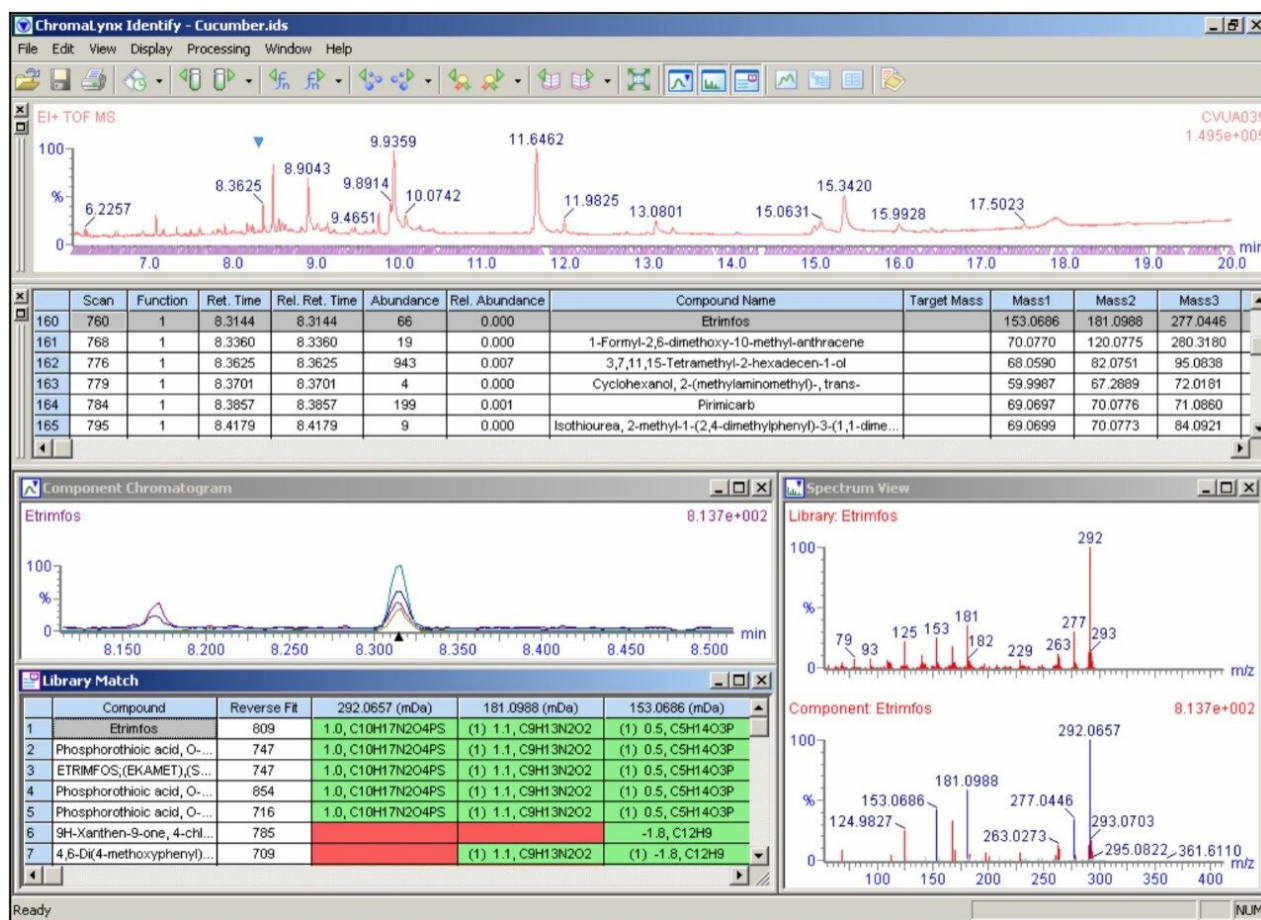 ChromaLynx Identify - Cucumber.ids
File Edit View Display Processing Window Help
EI+ TOF MS
CVUA039
1.495e+005
100
%
0
6.2257
8.3625
8.9043
9.4651
9.8914
9.9359
10.0742
11.6462
11.9825
13.0801
15.0631
15.3420
15.9928
17.5023
7.0 8.0 9.0 10.0 11.0 12.0 13.0 14.0 15.0 16.0 17.0 18.0 19.0 20.0 min
Scan Function Ret. Time Rel. Ret. Time Abundance Rel. Abundance Compound Name Target Mass Mass1 Mass2 Mass3
160 760 1 8.3144 8.3144 66 0.000 Etrimfos 153.0686 181.0988 277.0446
161 768 1 8.3360 8.3360 19 0.000 1-Formyl-2,6-dimethoxy-10-methyl-anthracene 70.0770 120.0775 280.3180
162 776 1 8.3625 8.3625 943 0.007 3,7,11,15-Tetramethyl-2-hexadecen-1-ol 68.0590 82.0751 95.0838
163 779 1 8.3701 8.3701 4 0.000 Cyclohexanol, 2-(methylaminomethyl)-, trans- 59.9987 67.2889 72.0181
164 784 1 8.3857 8.3857 199 0.001 Pirimicarb 69.0697 70.0776 71.0860
165 795 1 8.4179 8.4179 9 0.000 Isothiourea, 2-methyl-1-(2,4-dimethylphenyl)-3-(1,1-dime... 69.0699 70.0773 84.0921
Component Chromatogram
Etrimfos
8.137e+002
100
%
0
8.150 8.200 8.250 8.300 8.350 8.400 8.450 8.500 min
Library Match
Compound Reverse Fit 292.0657 (mDa) 181.0988 (mDa) 153.0686 (mDa)
1 Etrimfos 809 1.0, C10H17N2O4PS (1) 1.1, C9H13N2O2 (1) 0.5, C5H14O3P
2 Phosphorothioic acid, O-... 747 1.0, C10H17N2O4PS (1) 1.1, C9H13N2O2 (1) 0.5, C5H14O3P
3 ETRIMFOS;(EKAMET),(S... 747 1.0, C10H17N2O4PS (1) 1.1, C9H13N2O2 (1) 0.5, C5H14O3P
4 Phosphorothioic acid, O-... 854 1.0, C10H17N2O4PS (1) 1.1, C9H13N2O2 (1) 0.5, C5H14O3P
5 Phosphorothioic acid, O-... 716 1.0, C10H17N2O4PS (1) 1.1, C9H13N2O2 (1) 0.5, C5H14O3P
6 9H-Xanthen-9-one, 4-chl... 785 -1.8, C12H9
7 4,6-Di(4-methoxyphenyl)... 709 (1) 1.1, C9H13N2O2 (1) -1.8, C12H9
Spectrum View
Library: Etrimfos
100
%
0
79
93
125
153
181
182
229
263
277
292
293
m/z
Component: Etrimfos
8.137e+002
100
%
0
124.9827
153.0686
181.0988
263.0273
277.0446
292.0657
293.0703
295.0822
361.6110
100 150 200 250 300 350 400 m/z
Ready
NUM